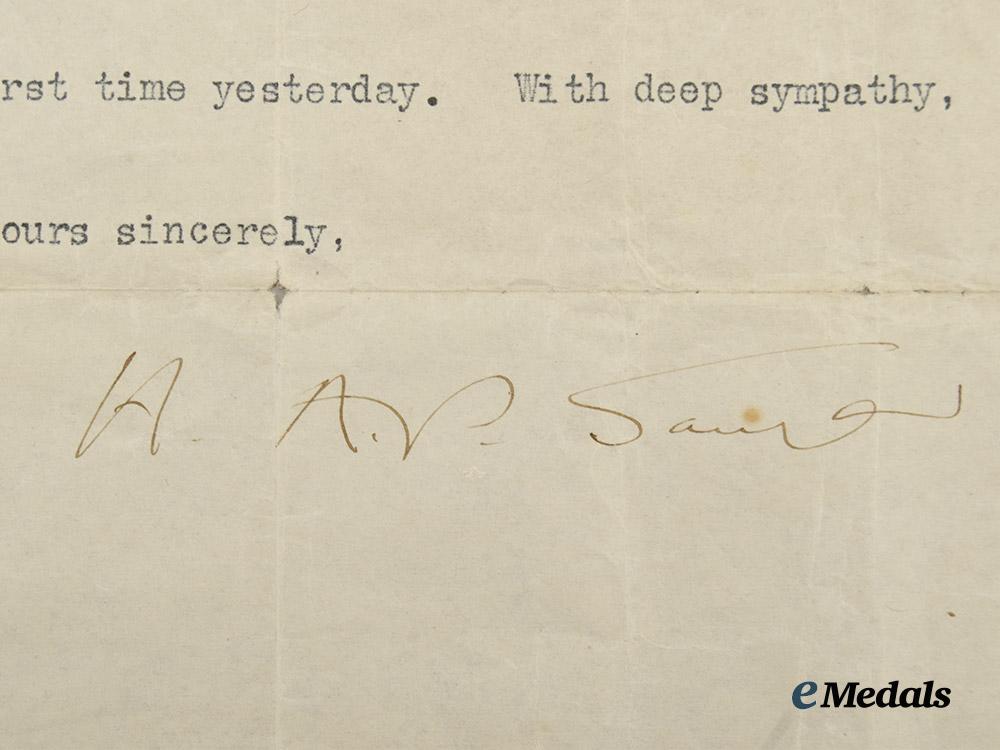 rst time yesterday. With deep sympathy,
ours sincerely,
H. A. P.
eMedals